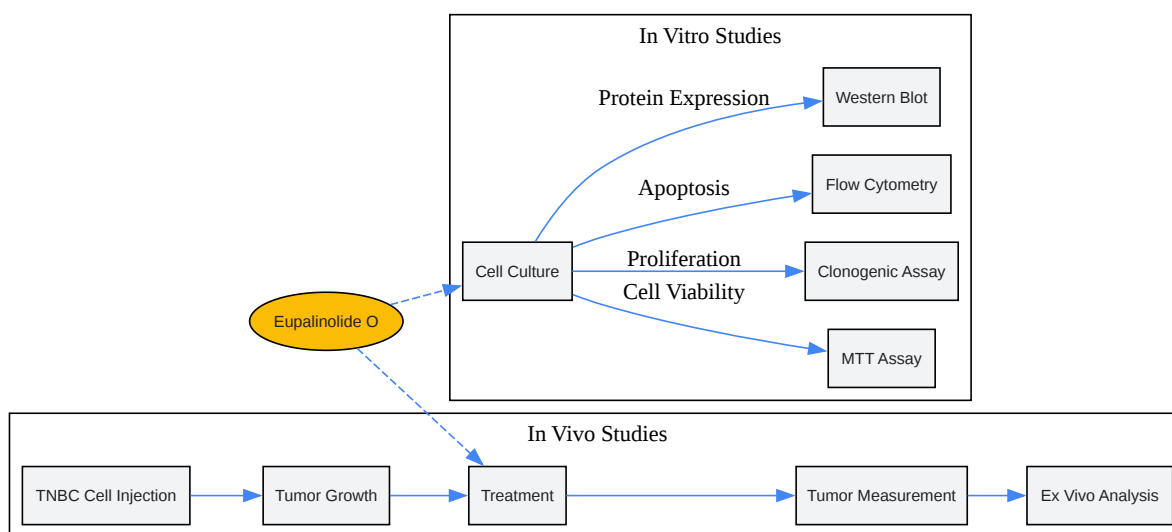 In Vitro Studies
Protein Expression
Western Blot
Apoptosis
Flow Cytometry
Cell Culture
Proliferation
Clonogenic Assay
Cell Viability
MTT Assay
Eupalinolide O
In Vivo Studies
TNBC Cell Injection
Tumor Growth
Treatment
Tumor Measurement
Ex Vivo Analysis